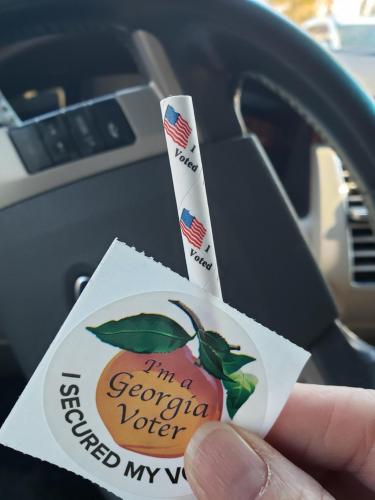 I
Voted
I
Voted
I'm a
Georgia
Voter
I SECURED MY VO